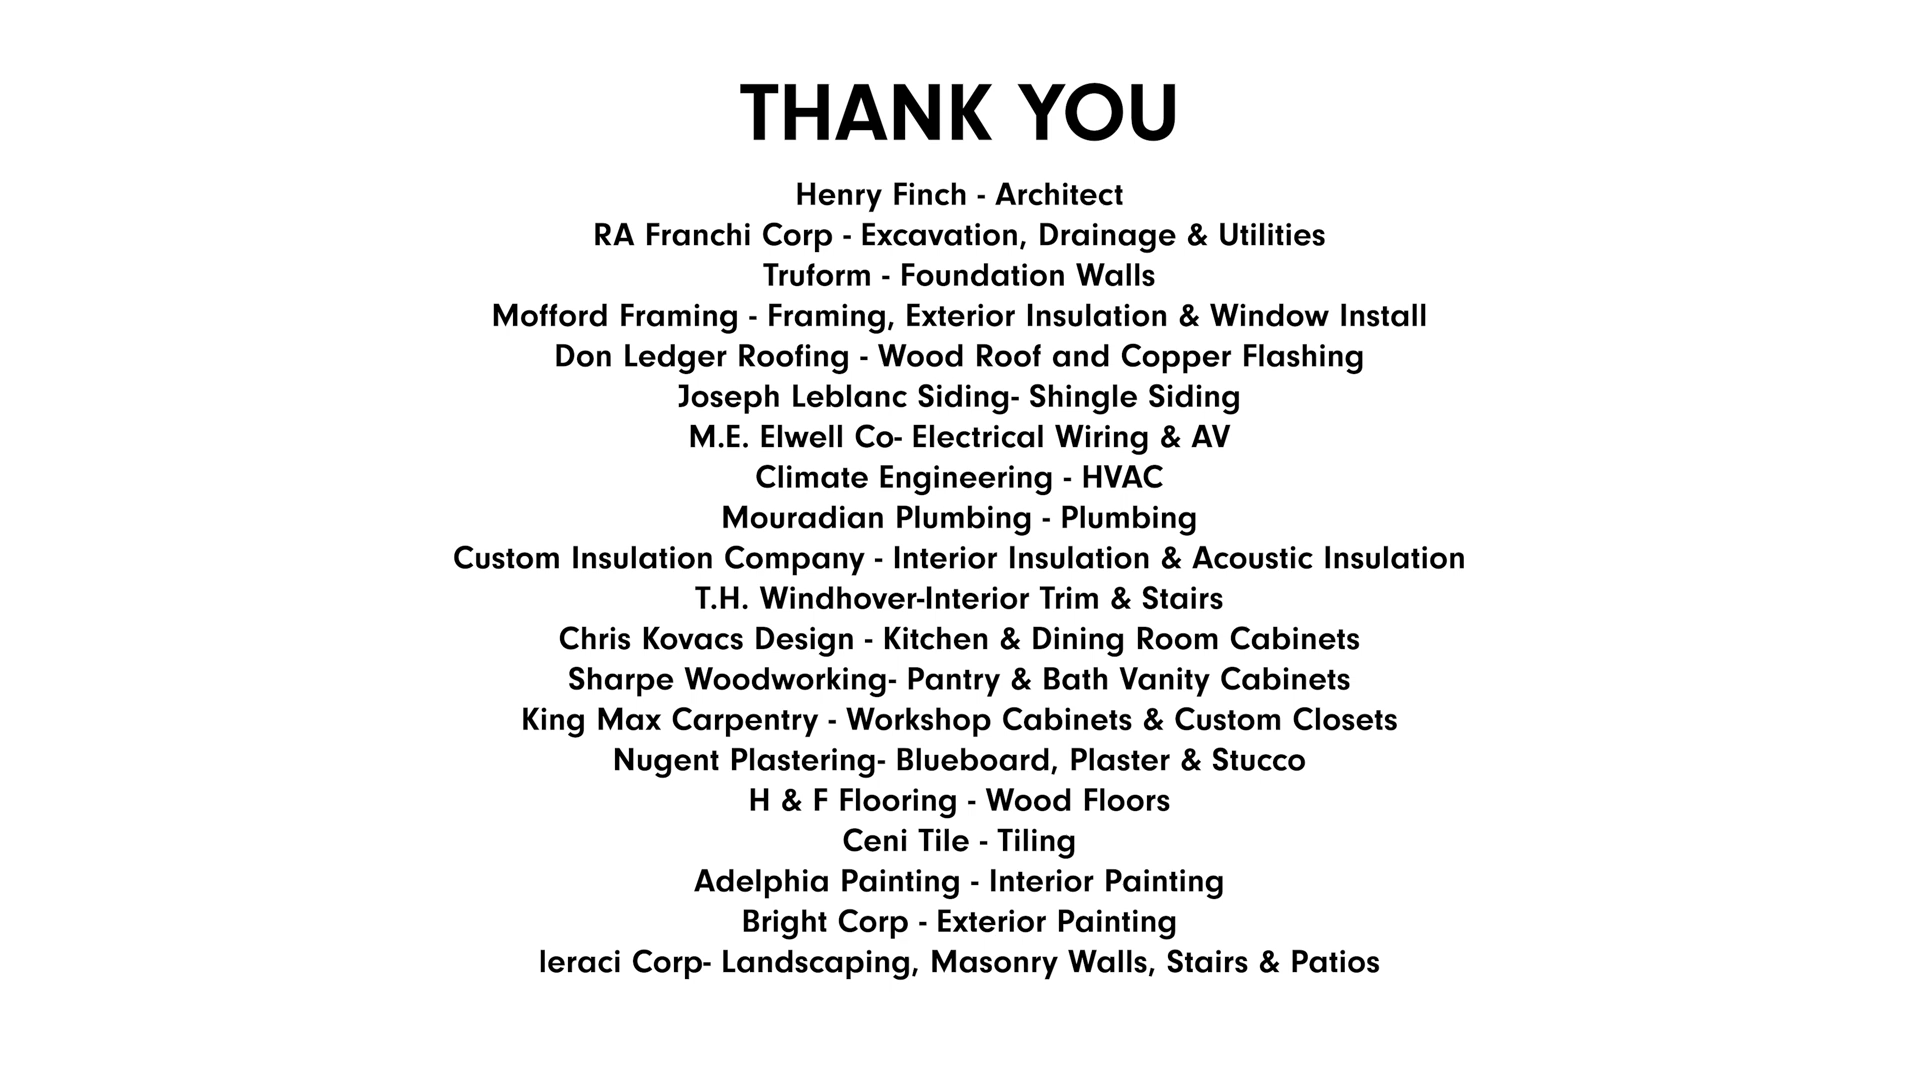 THANK YOU
Henry Finch - Architect
RA Franchi Corp - Excavation, Drainage & Utilities
Truform - Foundation Walls
Mofford Framing - Framing, Exterior Insulation & Window Install
Don Ledger Roofing - Wood Roof and Copper Flashing
Joseph Leblanc Siding- Shingle Siding
M.E. Elwell Co- Electrical Wiring & AV
Climate Engineering - HVAC
Mouradian Plumbing - Plumbing
Custom Insulation Company - Interior Insulation & Acoustic Insulation
T.H. Windhover-Interior Trim & Stairs
Chris Kovacs Design - Kitchen & Dining Room Cabinets
Sharpe Woodworking- Pantry & Bath Vanity Cabinets
King Max Carpentry - Workshop Cabinets & Custom Closets
Nugent Plastering- Blueboard, Plaster & Stucco
H & F Flooring - Wood Floors
Ceni Tile - Tiling
Adelphia Painting - Interior Painting
Bright Corp - Exterior Painting
Ieraci Corp- Landscaping, Masonry Walls, Stairs & Patios